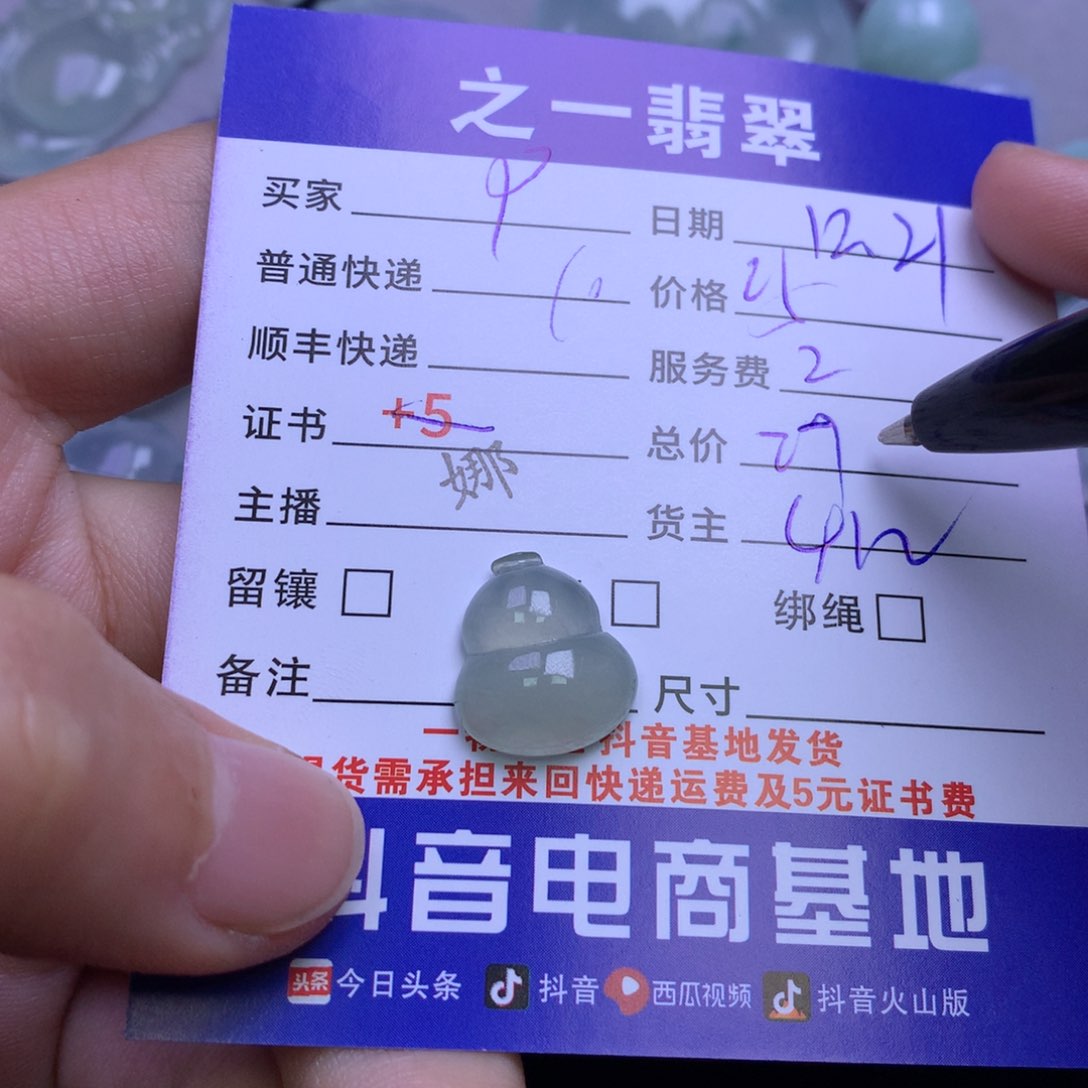 之一翡翠
买家 日期 12.21
普通快递 价格
顺丰快递 服务费 2
证书 +5 总价
娜
主播 货主
留镶 绑绳
备注 尺寸
一 抖音基地发货
货需承担来回快递运费及5元证书费
抖音电商基地
头条 今日头条 抖音 西瓜视频 抖音火山版